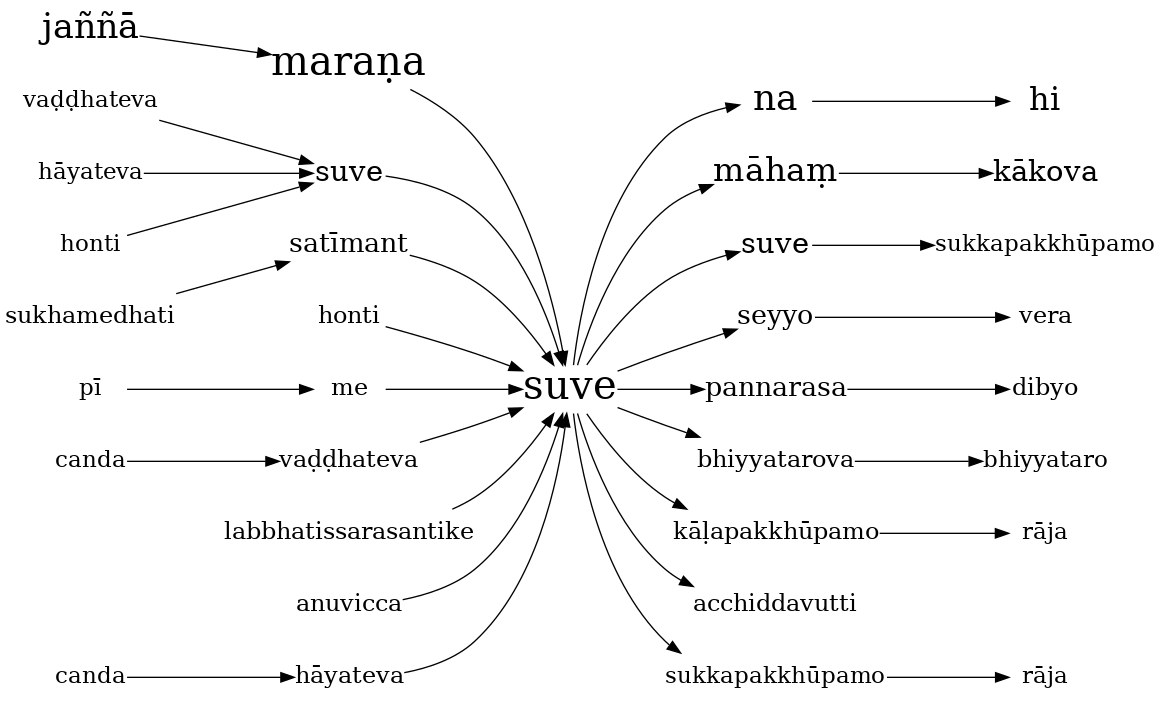 jaññā
maraṇa
vaḍḍhateva
na
hi
hāyateva
suve
māhaṃ
kākova
honti
satīmant
suve
sukkapakkhūpamo
sukhamedhati
honti
seyyo
vera
pī
me
suve
pannarasa
dibyo
canda
vaḍḍhateva
bhiyyatarova
bhiyyataro
labbhatissarasantike
kāḷapakkhūpamo
rāja
anuvicca
acchiddavutti
canda
hāyateva
sukkapakkhūpamo
rāja